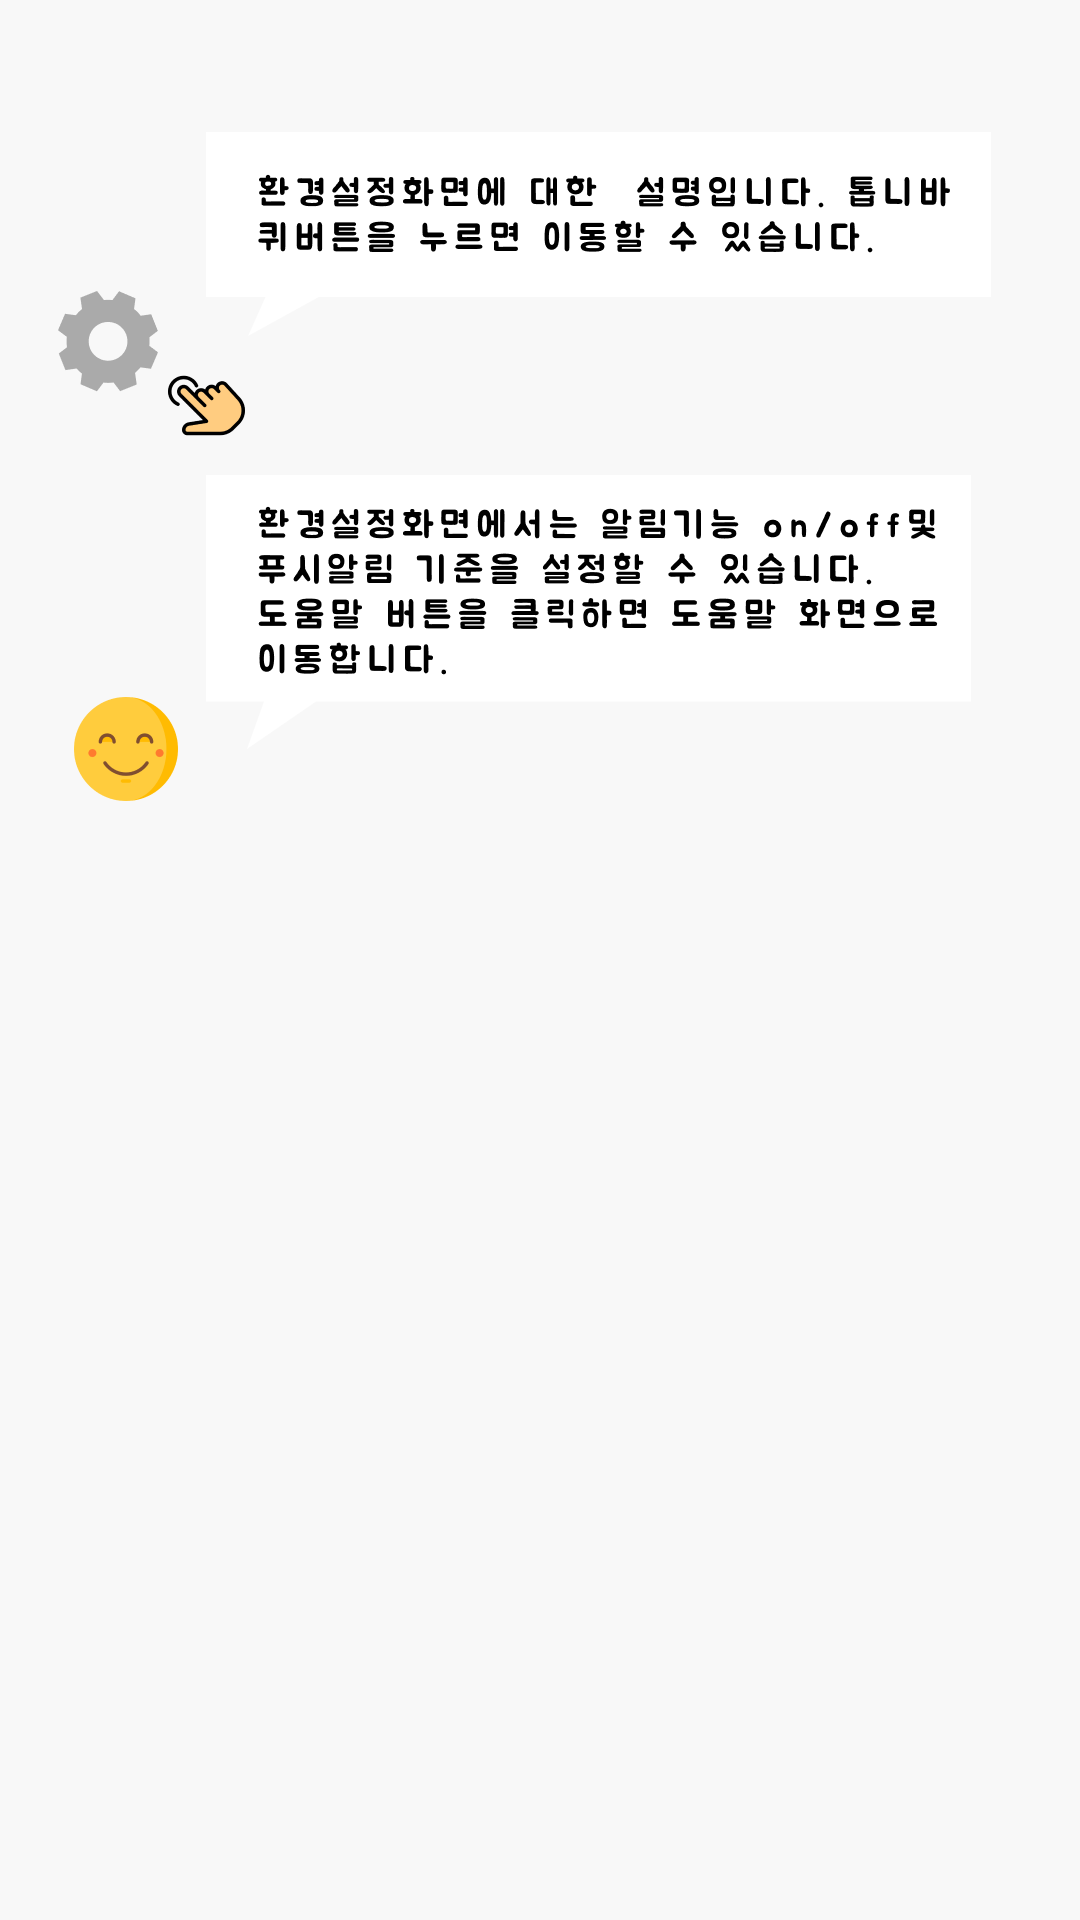 환경설정화면에 대한  설명입니다. 톱니바
퀴버튼을 누르면 이동할 수 있습니다.
환경설정화면에서는 알림기능 on/off및
푸시알림 기준을 설정할 수 있습니다.
도움말 버튼을 클릭하면 도움말 화면으로
이동합니다.